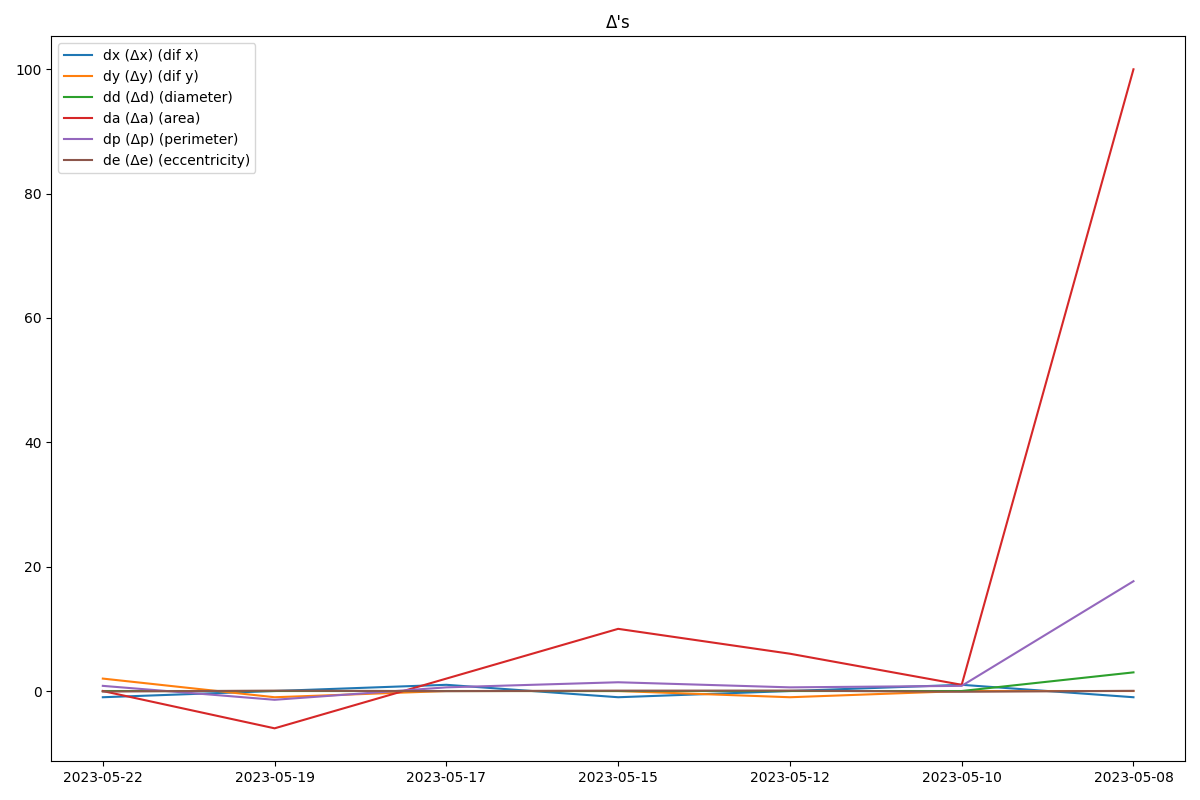 Δ's
dx (Δx) (dif x)
dy (Δy) (dif y)
dd (Δd) (diameter)
da (Δa) (area)
dp (Δp) (perimeter)
de (Δe) (eccentricity)
100
80
60
40
20
0
2023-05-22 2023-05-19 2023-05-17 2023-05-15 2023-05-12 2023-05-10 2023-05-08